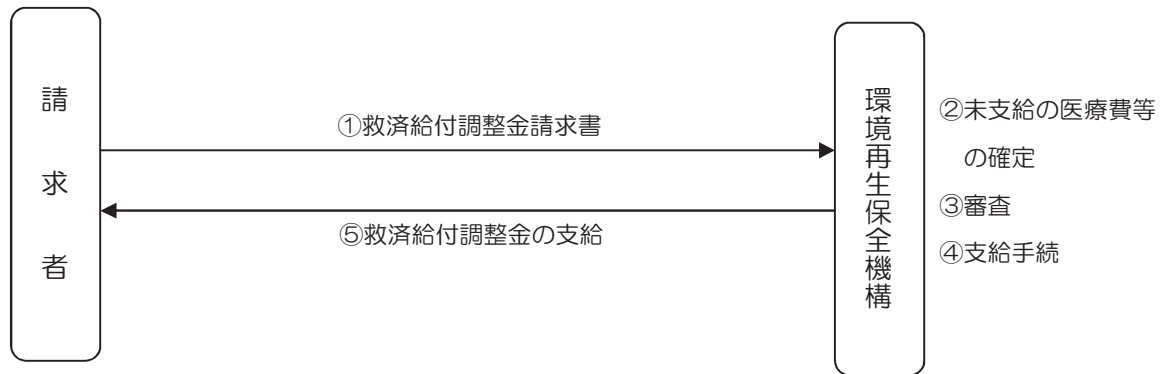 請求者
①救済給付調整金請求書
⑤救済給付調整金の支給
環境再生保全機構
②未支給の医療費等
の確定
③審査
④支給手続